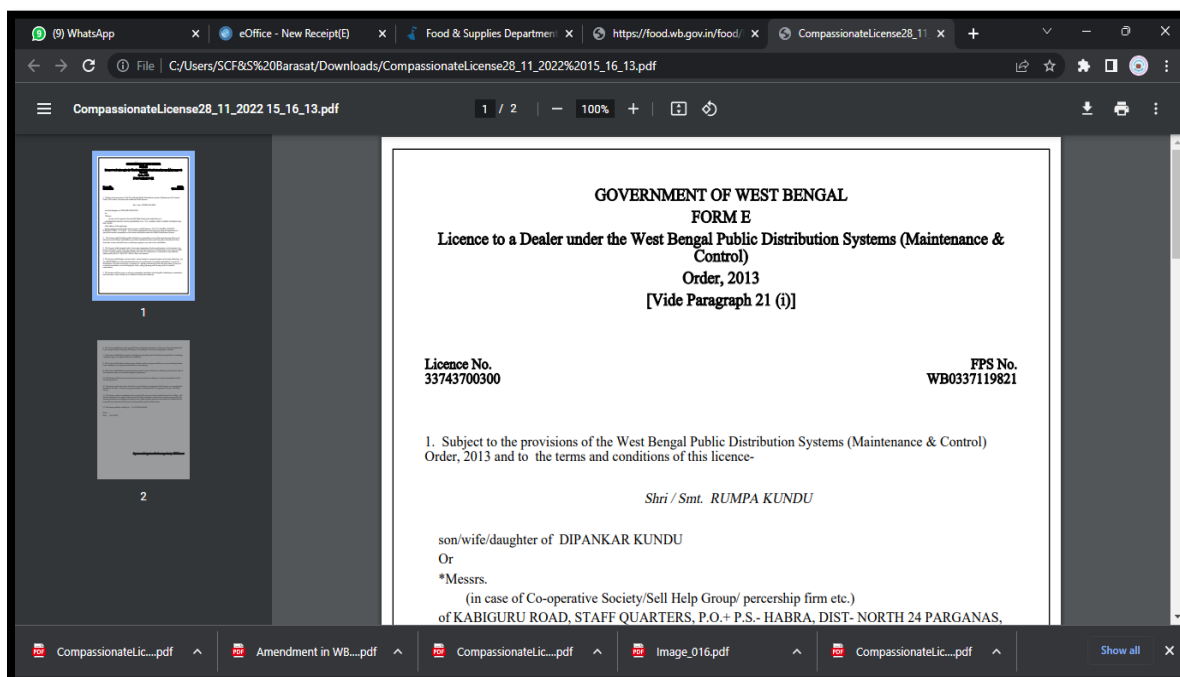 (9) WhatsApp
eOffice - New Receipt(E)
Food & Supplies Department
https://food.wb.gov.in/food/
CompassionateLicense28_11_
File
C:/Users/SCF&S%20Barasat/Downloads/CompassionateLicense28_11_2022%2015_16_13.pdf
CompassionateLicense28_11_2022 15_16_13.pdf
1 / 2
100%
1
2
GOVERNMENT OF WEST BENGAL
FORM E
Licence to a Dealer under the West Bengal Public Distribution Systems (Maintenance &
Control)
Order, 2013
[Vide Paragraph 21 (i)]
Licence No.
33743700300
FPS No.
WB0337119821
1. Subject to the provisions of the West Bengal Public Distribution Systems (Maintenance & Control)
Order, 2013 and to the terms and conditions of this licence-
Shri / Smt. RUMPA KUNDU
son/wife/daughter of DIPANKAR KUNDU
Or
*Messrs.
(in case of Co-operative Society/Sell Help Group/ percership firm etc.)
of KABIGURU ROAD, STAFF QUARTERS, P.O.+ P.S.- HABRA, DIST- NORTH 24 PARGANAS,
CompassionateLic....pdf
Amendment in WB....pdf
CompassionateLic....pdf
Image_016.pdf
CompassionateLic....pdf
Show all